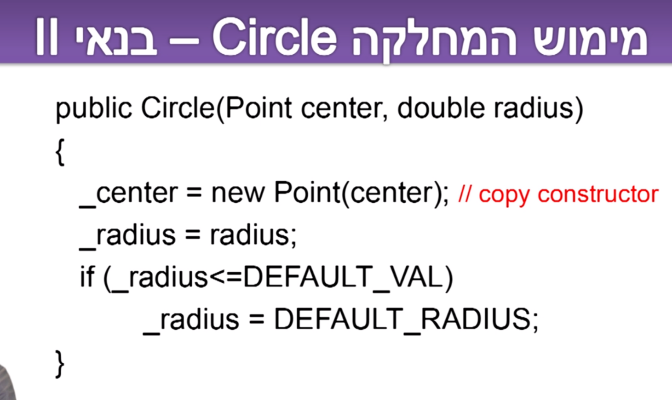 מימוש המחלקה Circle – בנאי II
public Circle(Point center, double radius)
{
_center = new Point(center); // copy constructor
_radius = radius;
if (_radius<=DEFAULT_VAL)
_radius = DEFAULT_RADIUS;
}